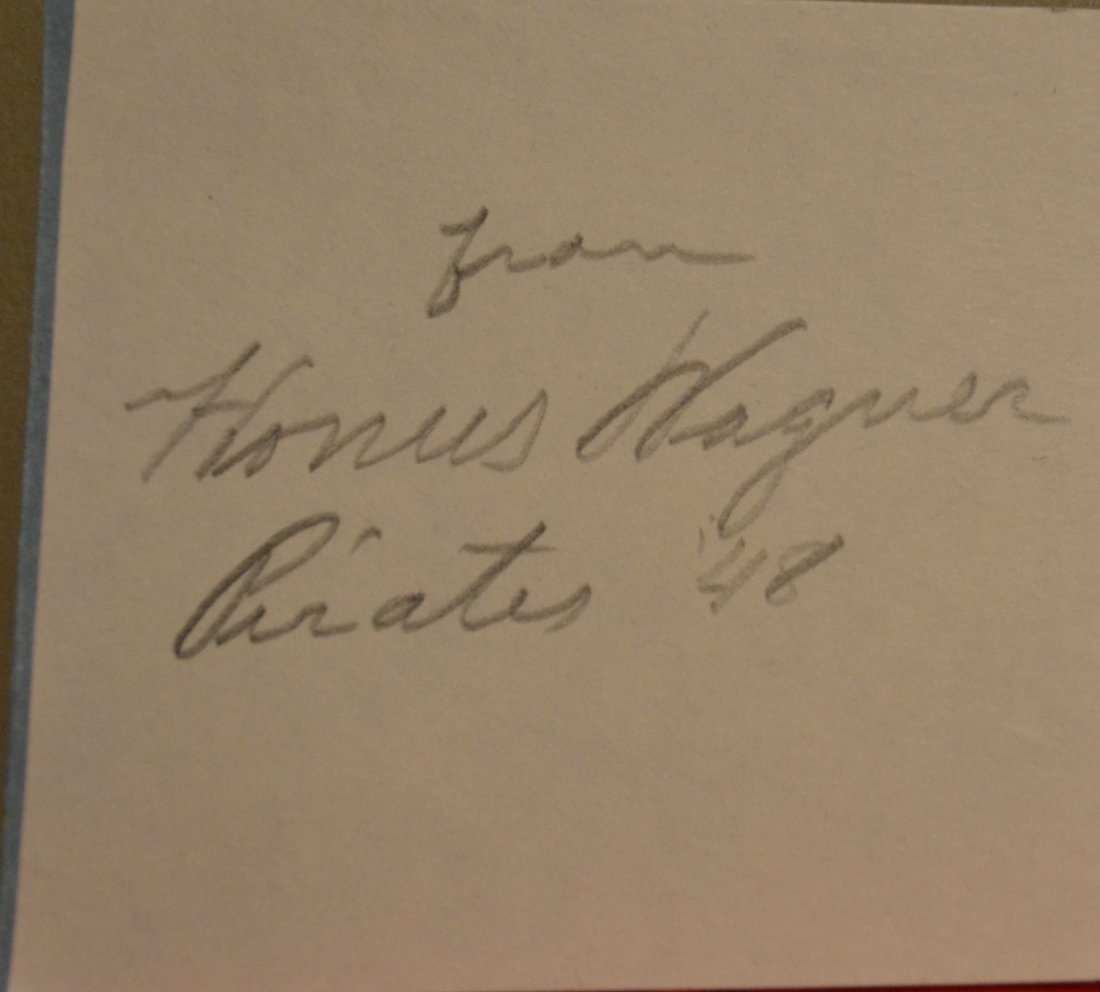 from
Honus Wagner
Pirates '48